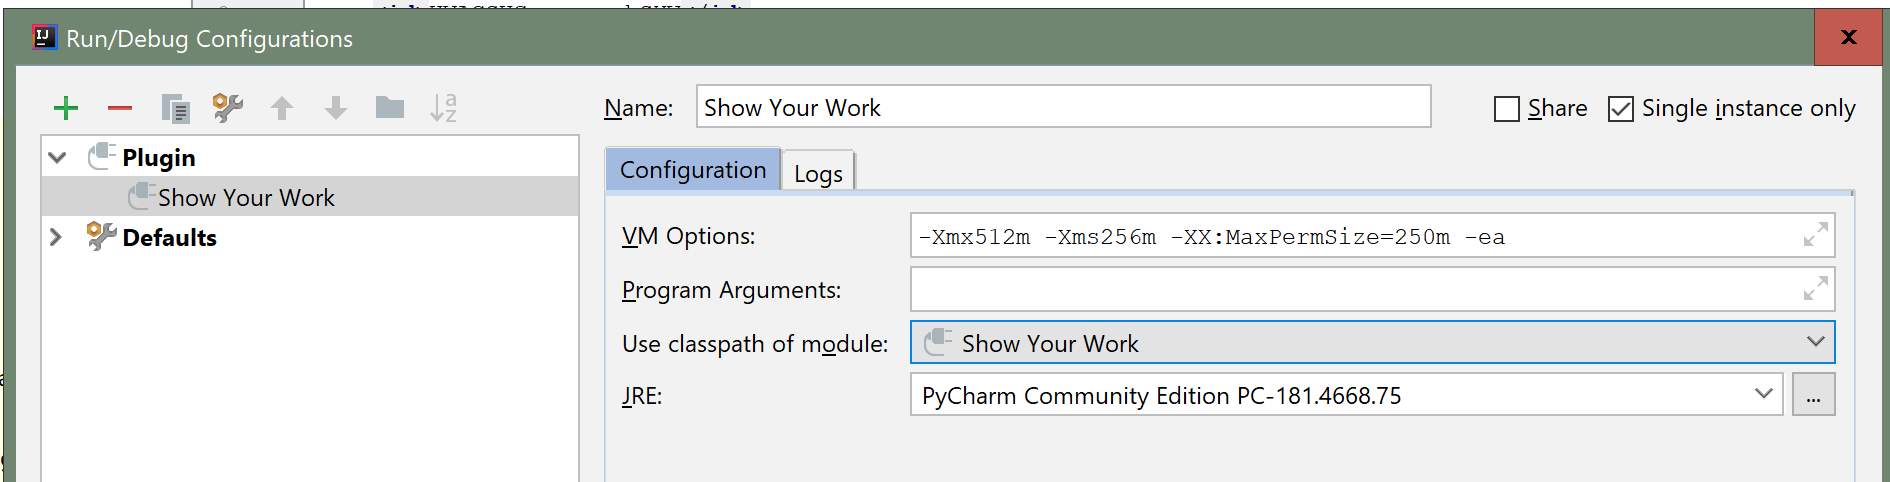 IJ
Run/Debug Configurations
x
a
z
Name: Show Your Work Share Single instance only
Plugin
Show Your Work
Defaults
Configuration Logs
VM Options: -Xmx512m -Xms256m -XX:MaxPermSize=250m -ea
Program Arguments:
Use classpath of module: Show Your Work
JRE: PyCharm Community Edition PC-181.4668.75 ...